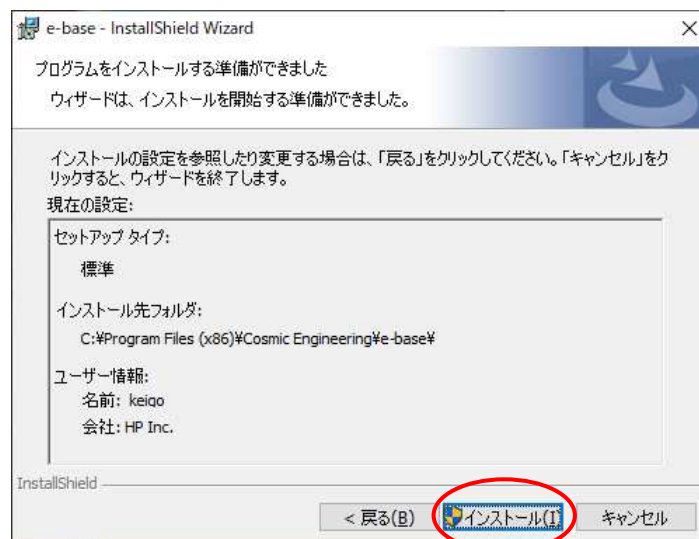 e-base - InstallShield Wizard
プログラムをインストールする準備ができました
ウィザードは、インストールを開始する準備ができました。
インストールの設定を参照したり変更する場合は、「戻る」をクリックしてください。「キャンセル」をク
リックすると、ウィザードを終了します。
現在の設定:
セットアップ タイプ:
標準
インストール先フォルダ:
C:¥Program Files (x86)¥Cosmic Engineering¥e-base¥
ユーザー情報:
名前: keigo
会社: HP Inc.
InstallShield
< 戻る(B) インストール(I) キャンセル